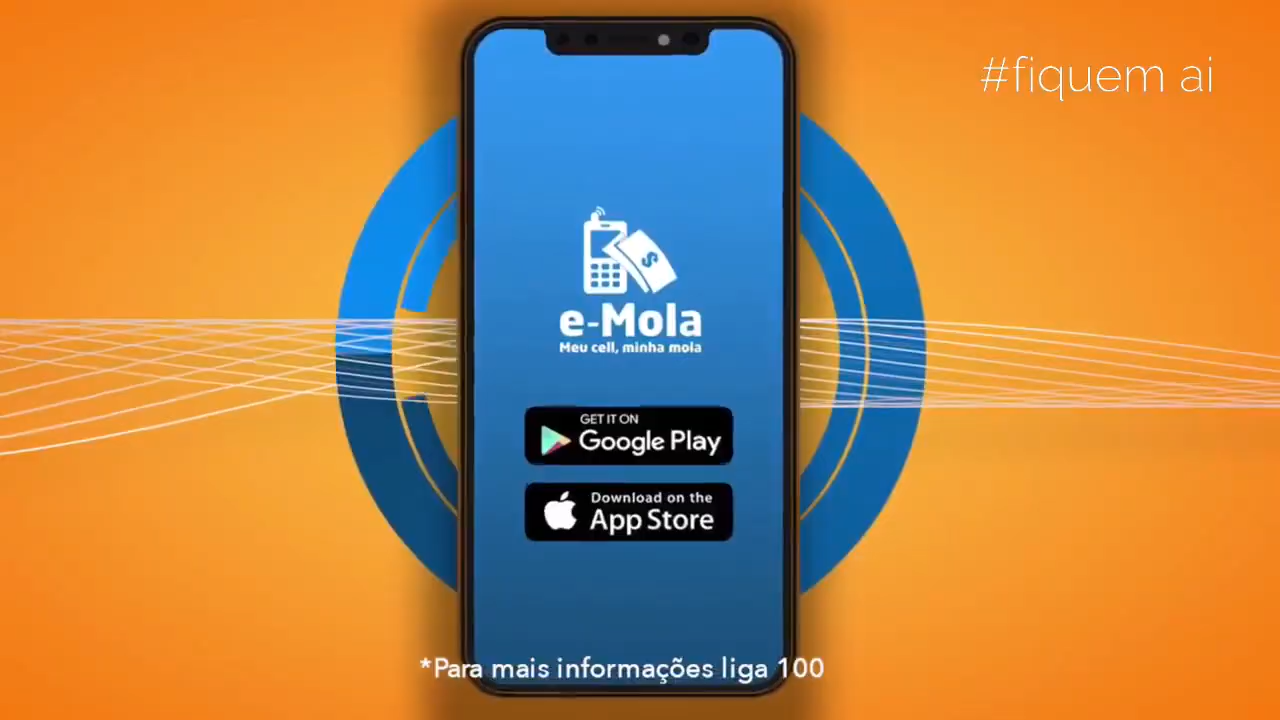 #fiquem ai
e-Mola
Meu cell, minha mola
GET IT ON
Google Play
Download on the
App Store
*Para mais informações liga 100